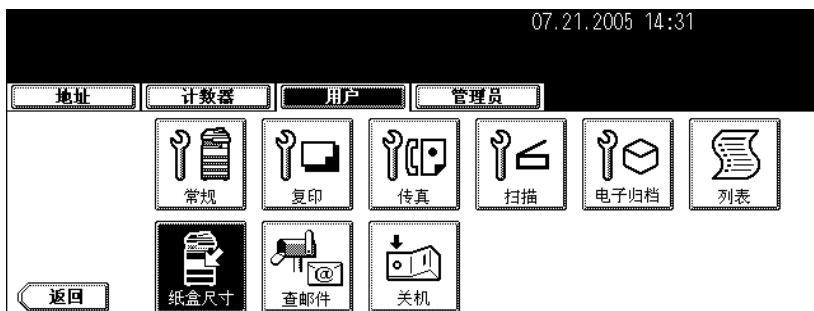 07.21.2005 14:31
地址 计数器 用户 管理员
常规 复印 传真 扫描 电子归档 列表
纸盒尺寸 查邮件 关机
返回